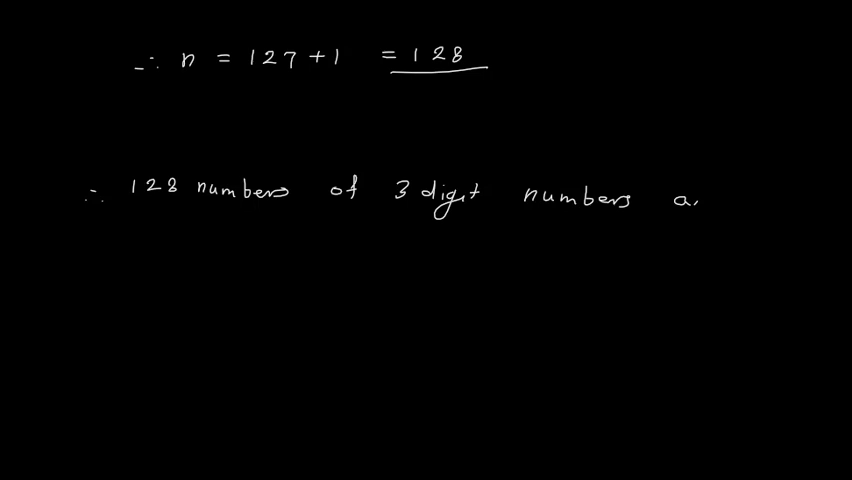 ∴ n = 127 + 1 = 128
∴ 128 numbers of 3 digit numbers a